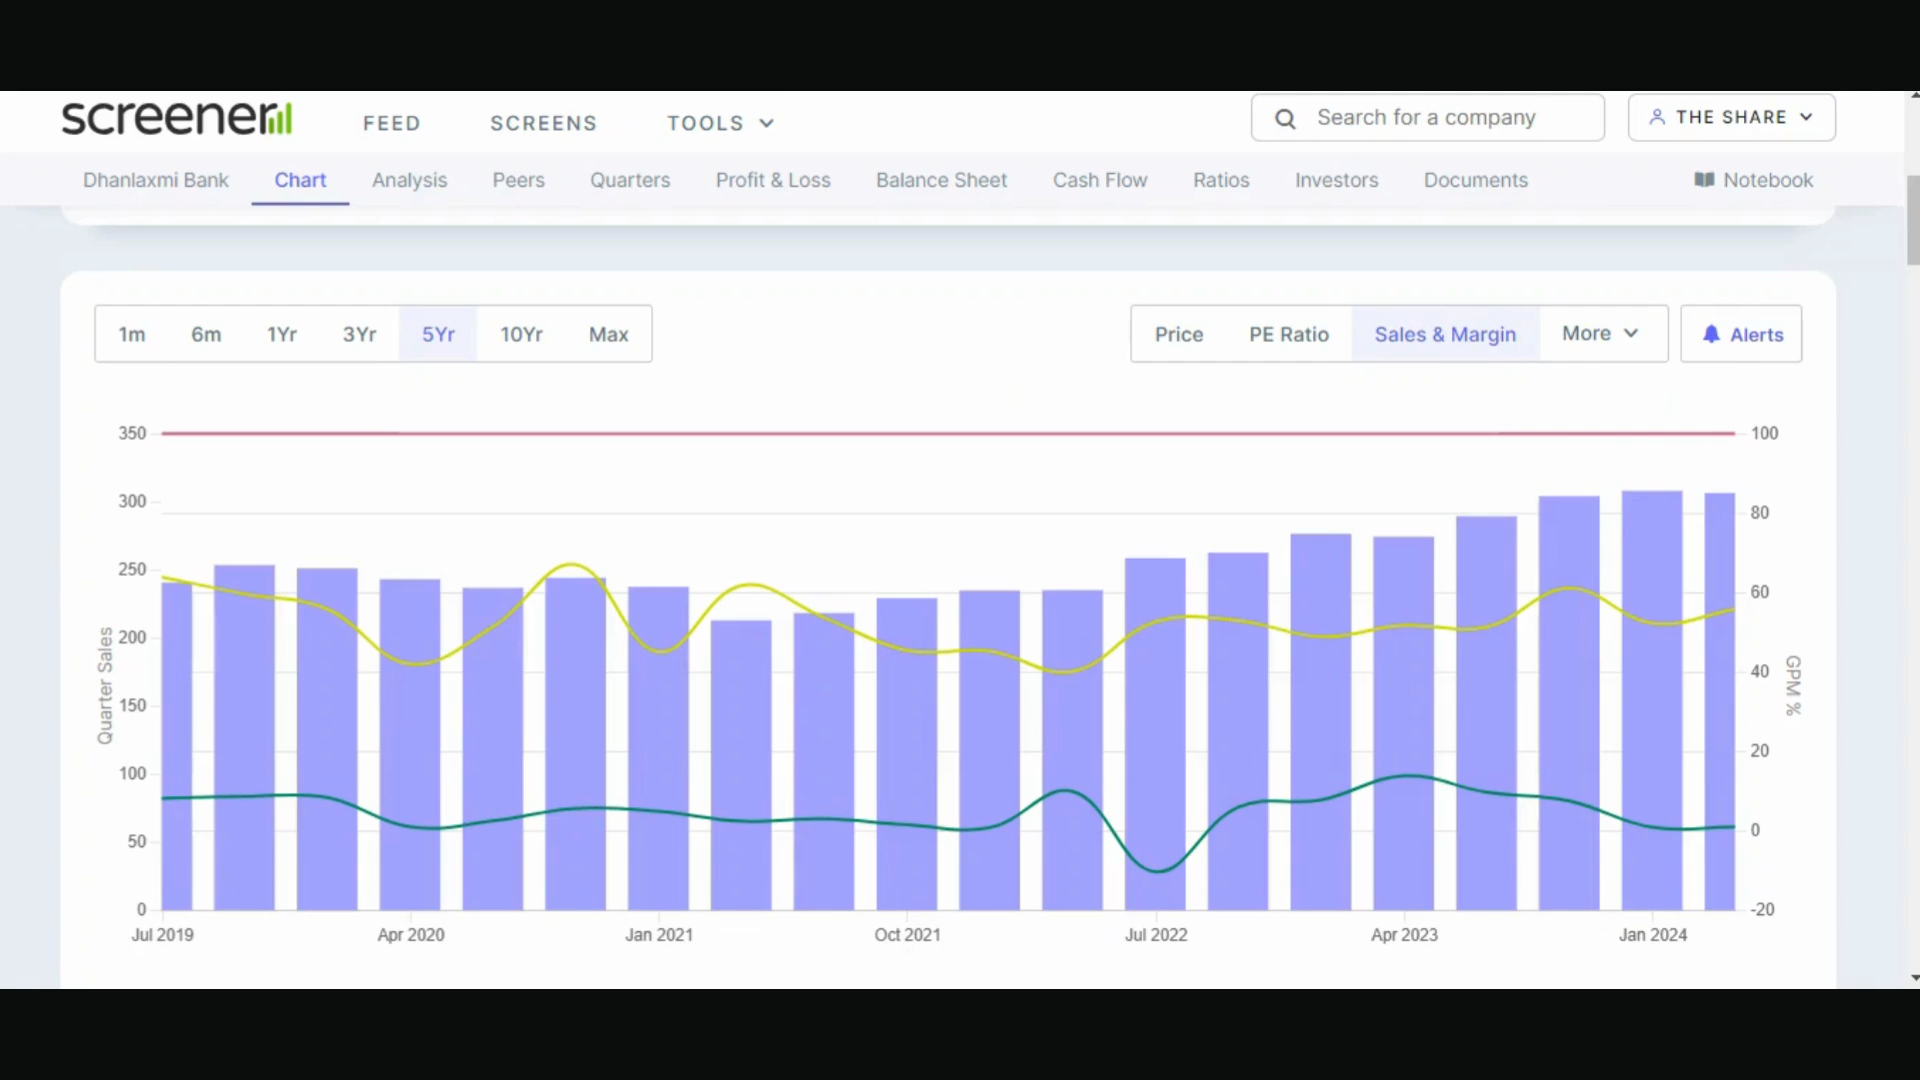 screener FEED SCREENS TOOLS Search for a company THE SHARE
Dhanlaxmi Bank Chart Analysis Peers Quarters Profit & Loss Balance Sheet Cash Flow Ratios Investors Documents Notebook
1m 6m 1Yr 3Yr 5Yr 10Yr Max Price PE Ratio Sales & Margin More Alerts
350 100
300 80
250 60
200 40
150 20
100 0
50 -20
0
Quarter Sales
GPM %
Jul 2019 Apr 2020 Jan 2021 Oct 2021 Jul 2022 Apr 2023 Jan 2024